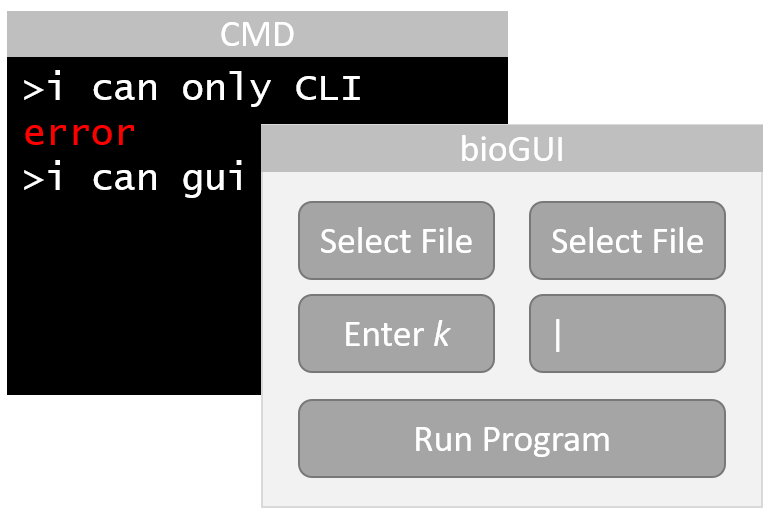 CMD
>i can only CLI
error
>i can gui
bioGUI
Select File
Select File
Enter k
|
Run Program